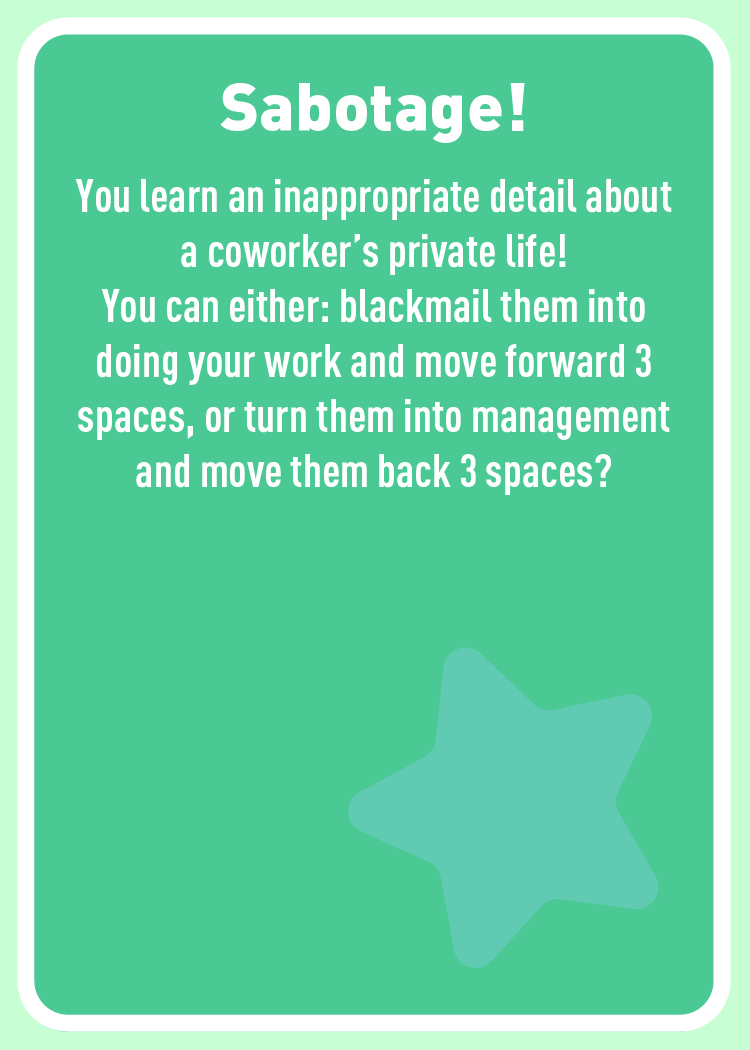 Sabotage!
You learn an inappropriate detail about
a coworker’s private life!
You can either: blackmail them into
doing your work and move forward 3
spaces, or turn them into management
and move them back 3 spaces?